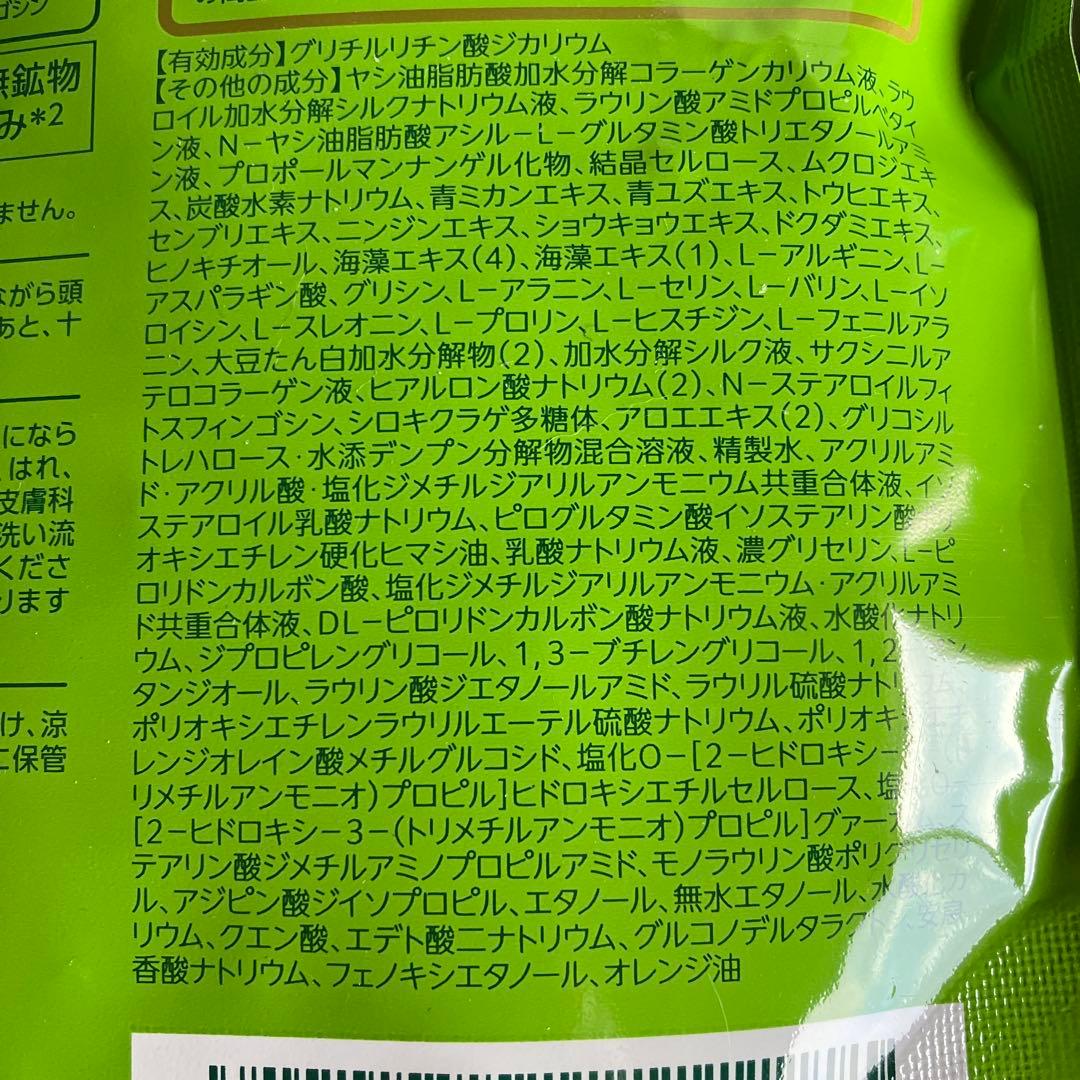 ゴシン
無鉱物
み*2
ません。
ながら頭
あと、十
になら
はれ、
皮膚科
洗い流
くださ
ります
け、涼
に保管
【有効成分】グリチルリチン酸ジカリウム
【その他の成分】ヤシ油脂肪酸加水分解コラーゲンカリウム液、ラウ
ロイル加水分解シルクナトリウム液、ラウリン酸アミドプロピルベタイ
ン液、N－ヤシ油脂肪酸アシル－L－グルタミン酸トリエタノールアミ
ン液、プロポールマンナンゲル化物、結晶セルロース、ムクロジエキ
ス、炭酸水素ナトリウム、青ミカンエキス、青ユズエキス、トウヒエキス、
センブリエキス、ニンジンエキス、ショウキョウエキス、ドクダミエキス、
ヒノキチオール、海藻エキス(4)、海藻エキス(1)、L－アルギニン、L－
アスパラギン酸、グリシン、L－アラニン、L－セリン、L－バリン、L－イソ
ロイシン、L－スレオニン、L－プロリン、L－ヒスチジン、L－フェニルアラ
ニン、大豆たん白加水分解物(2)、加水分解シルク液、サクシニルア
テロコラーゲン液、ヒアルロン酸ナトリウム(2)、N－ステアロイルフィ
トスフィンゴシン、シロキクラゲ多糖体、アロエエキス(2)、グリコシル
トレハロース・水添デンプン分解物混合溶液、精製水、アクリルアミ
ド・アクリル酸・塩化ジメチルジアリルアンモニウム共重合体液、イソ
ステアロイル乳酸ナトリウム、ピログルタミン酸イソステアリン酸
オキシエチレン硬化ヒマシ油、乳酸ナトリウム液、濃グリセリン、L－ピ
ロリドンカルボン酸、塩化ジメチルジアリルアンモニウム・アクリルアミ
ド共重合体液、DL－ピロリドンカルボン酸ナトリウム液、水酸化ナトリ
ウム、ジプロピレングリコール、1,3－ブチレングリコール、1,2
タンジオール、ラウリン酸ジエタノールアミド、ラウリル硫酸ナトリウム、
ポリオキシエチレンラウリルエーテル硫酸ナトリウム、ポリオキ
レンジオレイン酸メチルグルコシド、塩化O－[2－ヒドロキシー
リメチルアンモニオ)プロピル]ヒドロキシエチルセルロース、塩 O－
[2－ヒドロキシ－3－(トリメチルアンモニオ)プロピル]グァー ス
テアリン酸ジメチルアミノプロピルアミド、モノラウリン酸ポリグリセリ
ル、アジピン酸ジイソプロピル、エタノール、無水エタノール、水酸化カ
リウム、クエン酸、エデト酸二ナトリウム、グルコノデルタラクトン、安息
香酸ナトリウム、フェノキシエタノール、オレンジ油